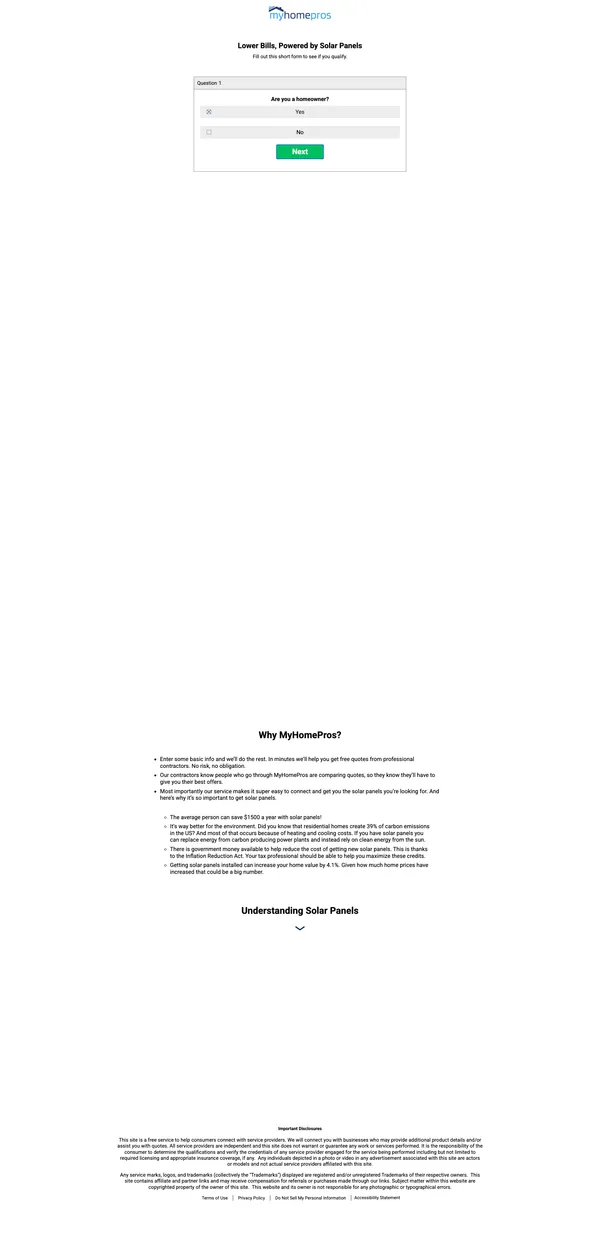 myhomepros
Lower Bills, Powered by Solar Panels
Fill out this short form to see if you qualify.
Question 1
Are you a homeowner?
Yes
No
Next
Why MyHomePros?
Enter some basic info and we'll do the rest. In minutes we'll help you get free quotes from professional
contractors. No risk, no obligation.
Our contractors know people who go through MyHomePros are comparing quotes, so they know they'll have to
give you their best offers.
Most importantly our service makes it super easy to connect and get you the solar panels you're looking for. And
here's why it's so important to get solar panels.
The average person can save $1500 a year with solar panels!
It's way better for the environment. Did you know that residential homes create 39% of carbon emissions
in the US? And most of that occurs because of heating and cooling costs. If you have solar panels you
can replace energy from carbon producing power plants and instead rely on clean energy from the sun.
There is government money available to help reduce the cost of getting new solar panels. This is thanks
to the Inflation Reduction Act. Your tax professional should be able to help you maximize these credits.
Getting solar panels installed can increase your home value by 4.1%. Given how much home prices have
increased that could be a big number.
Understanding Solar Panels
Important Disclosures
This site is a free service to help consumers connect with service providers. We will connect you with businesses who may provide additional product details and/or
assist you with quotes. All service providers are independent and this site does not warrant or guarantee any work or services performed. It is the responsibility of the
consumer to determine the qualifications and verify the credentials of any service provider engaged for the service being performed including but not limited to
required licensing and appropriate insurance coverage, if any. Any individuals depicted in a photo or video in any advertisement associated with this site are actors
or models and not actual service providers affiliated with this site.
Any service marks, logos, and trademarks (collectively the "Trademarks") displayed are registered and/or unregistered Trademarks of their respective owners. This
site contains affiliate and partner links and may receive compensation for referrals or purchases made through our links. Subject matter within this website are
copyrighted property of the owner of this site. This website and its owner is not responsible for any photographic or typographical errors.
Terms of Use | Privacy Policy | Do Not Sell My Personal Information | Accessibility Statement